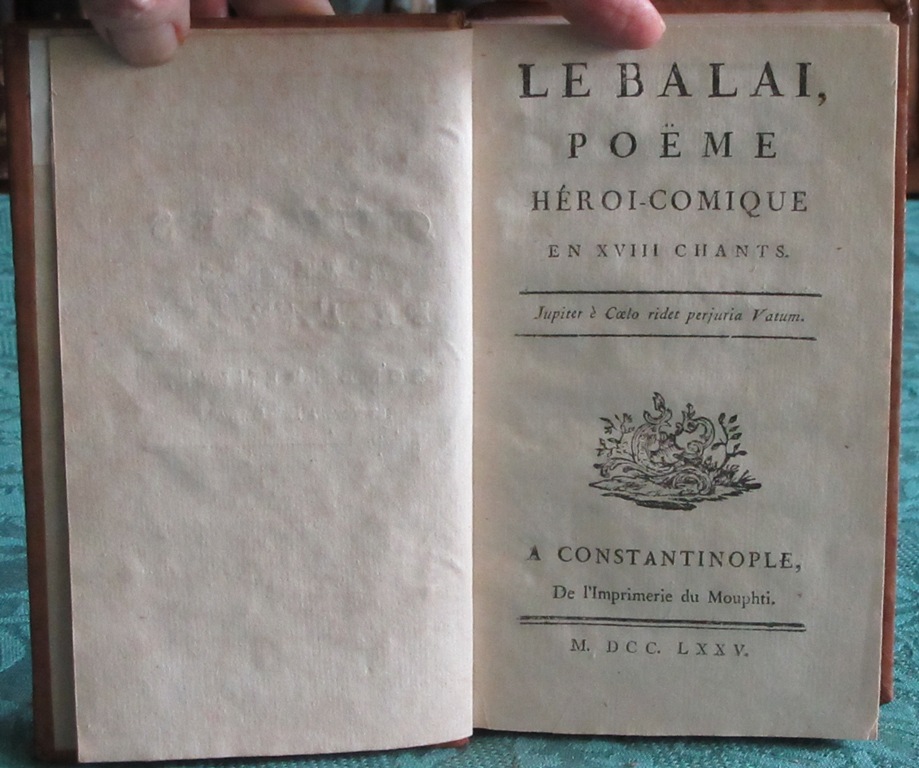 LE BALAI,
POËME
HÉROI-COMIQUE
EN XVIII CHANTS.
Jupiter è Cœlo ridet perjuria Vatum.
A CONSTANTINOPLE,
De l'Imprimerie du Mouphti.
M. DCC. LXXV.